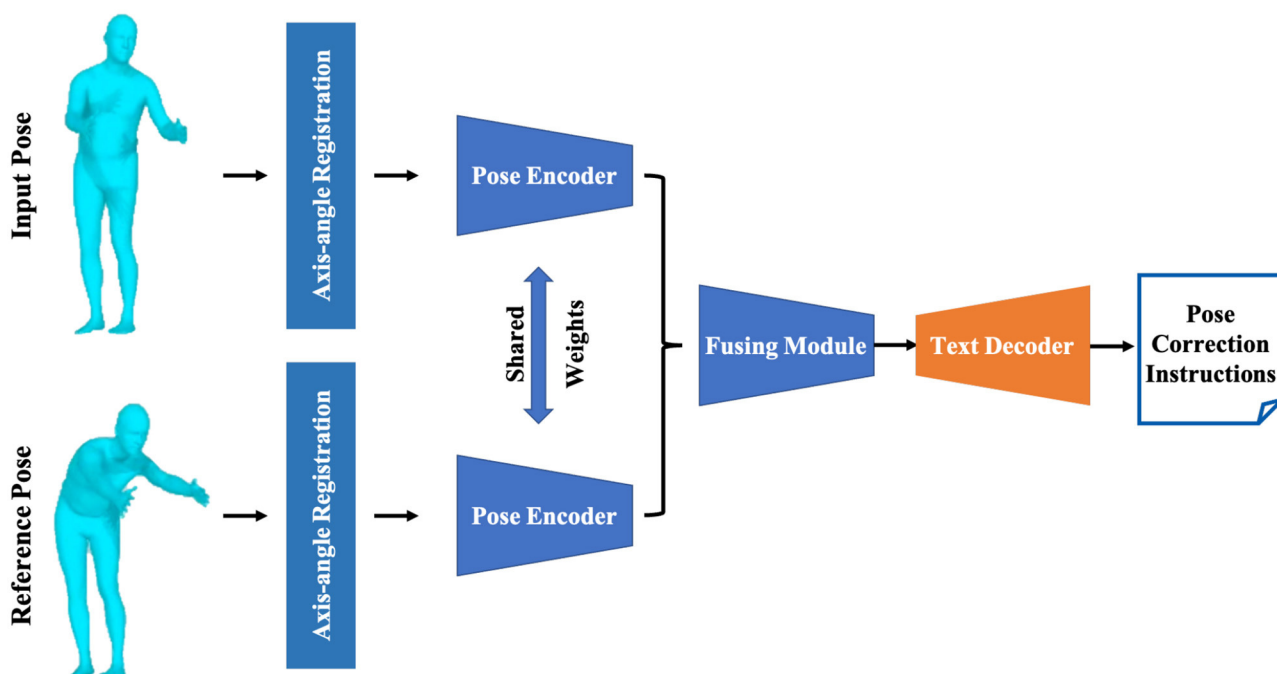 Input Pose
Axis-angle Registration
Pose Encoder
Shared
Weights
Fusing Module
Text Decoder
Pose
Correction
Instructions
Reference Pose
Axis-angle Registration
Pose Encoder